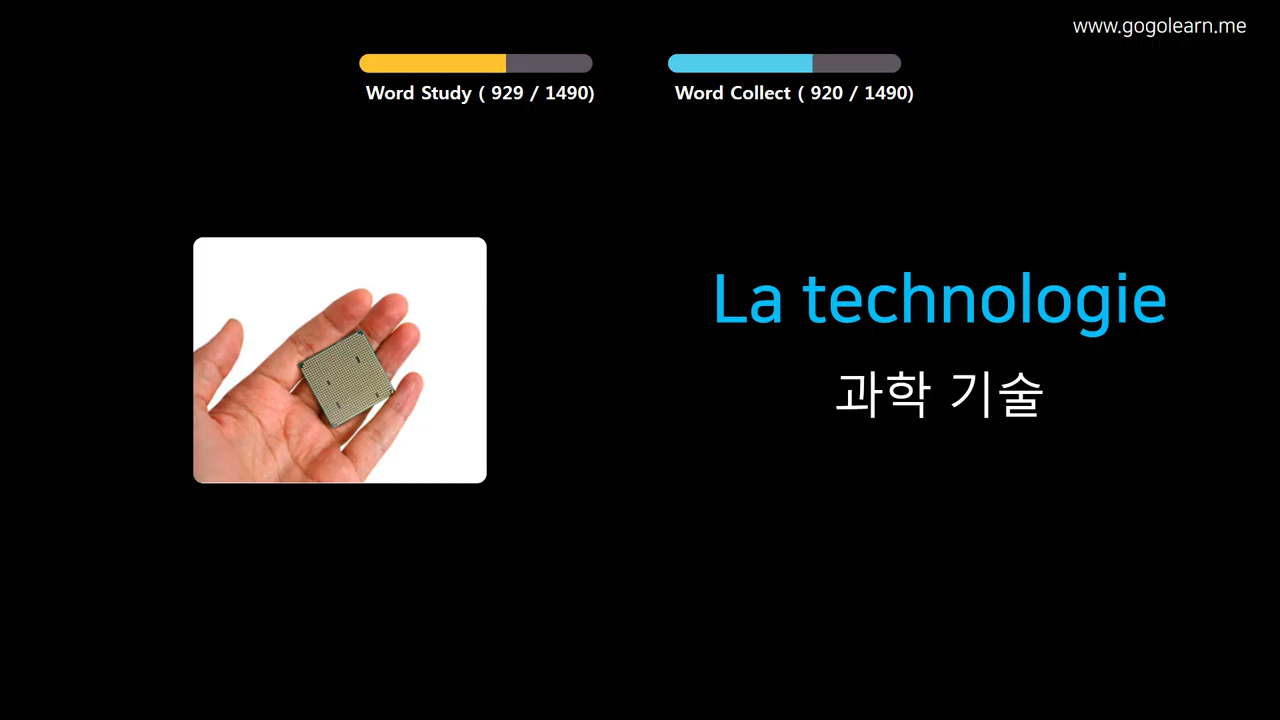 www.gogolearn.me
Word Study ( 929 / 1490)
Word Collect ( 920 / 1490)
La technologie
과학 기술